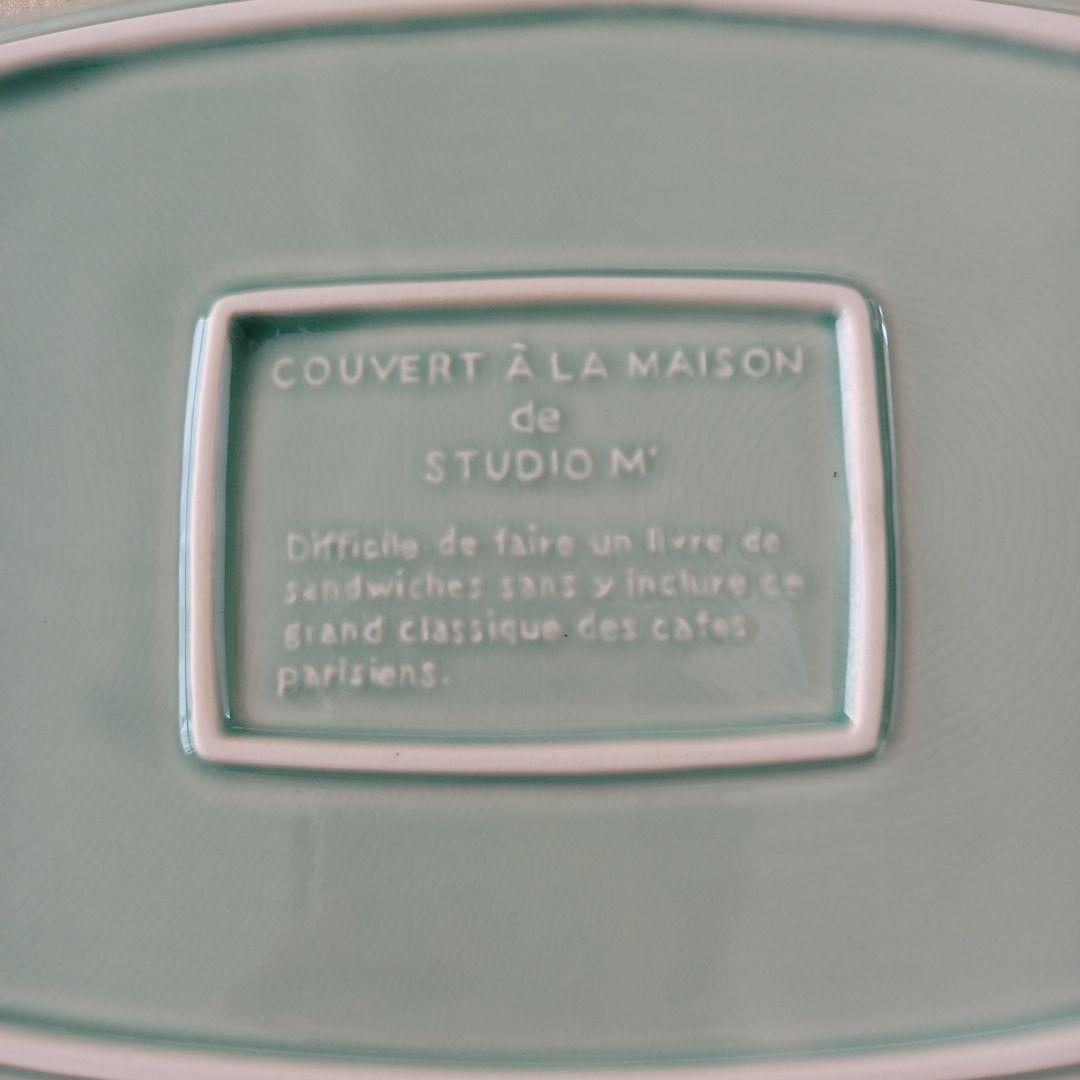 COUVERT À LA MAISON
de
STUDIO M'
Difficile de faire un livre de
sandwiches sans y inclure ce
grand classique des cafes
parisiens.